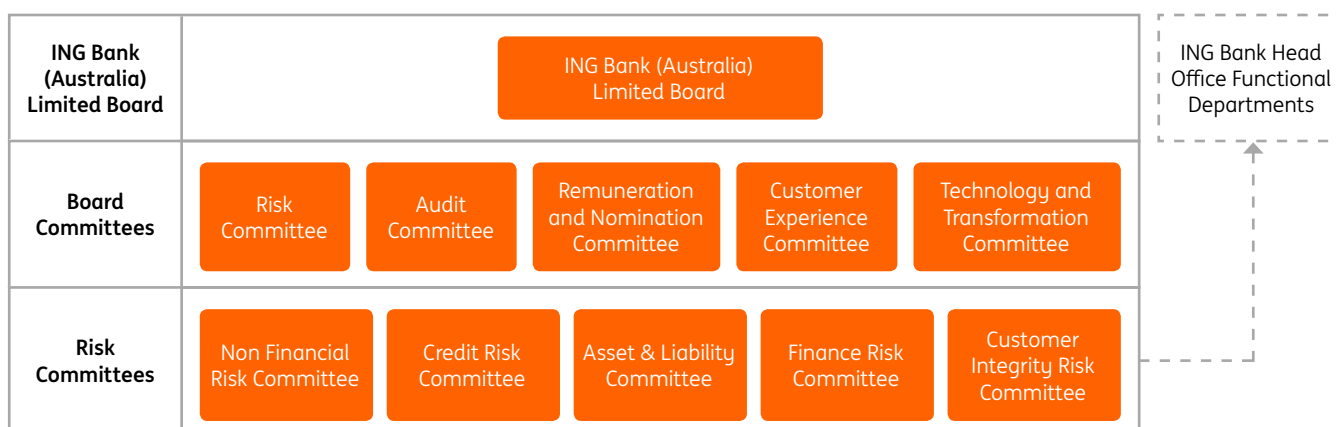 ING Bank
(Australia)
Limited Board
ING Bank (Australia)
Limited Board
ING Bank Head
Office Functional
Departments
Board
Committees
Risk
Committee
Audit
Committee
Remuneration
and Nomination
Committee
Customer
Experience
Committee
Technology and
Transformation
Committee
Risk
Committees
Non Financial
Risk Committee
Credit Risk
Committee
Asset & Liability
Committee
Finance Risk
Committee
Customer
Integrity Risk
Committee